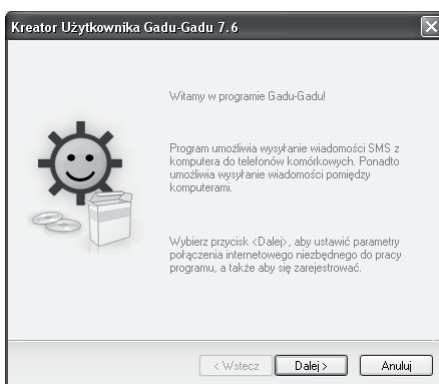 Kreator Użytkownika Gadu-Gadu 7.6
Witamy w programie Gadu-Gadu!
Program umożliwia wysyłanie wiadomości SMS z
komputera do telefonów komórkowych. Ponadto
umożliwia wysyłanie wiadomości pomiędzy
komputerami.
Wybierz przycisk <Dalej>, aby ustawić parametry
połączenia internetowego niezbędnego do pracy
programu, a także aby się zarejestrować.
< Wstecz Dalej > Anuluj